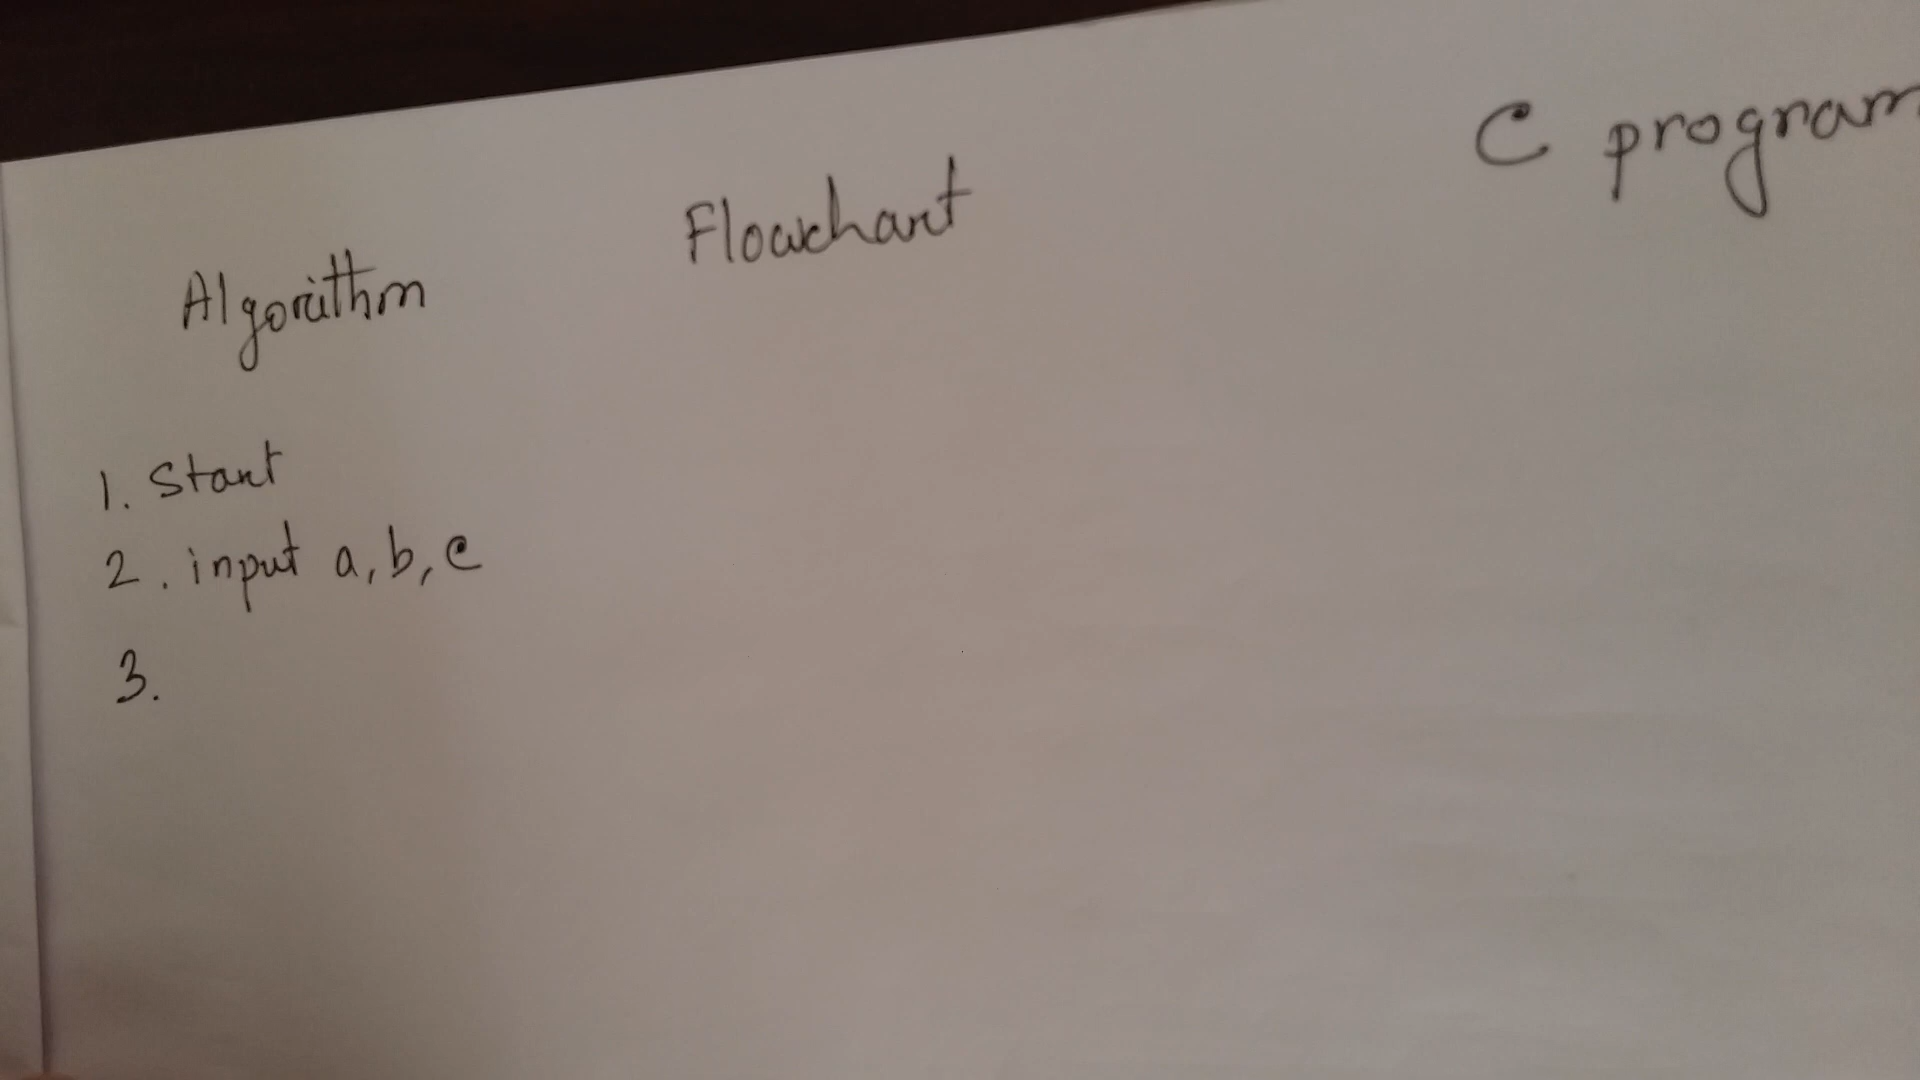 Algorithm
Flowchart
C program
1. Start
2. input a, b, c
3.